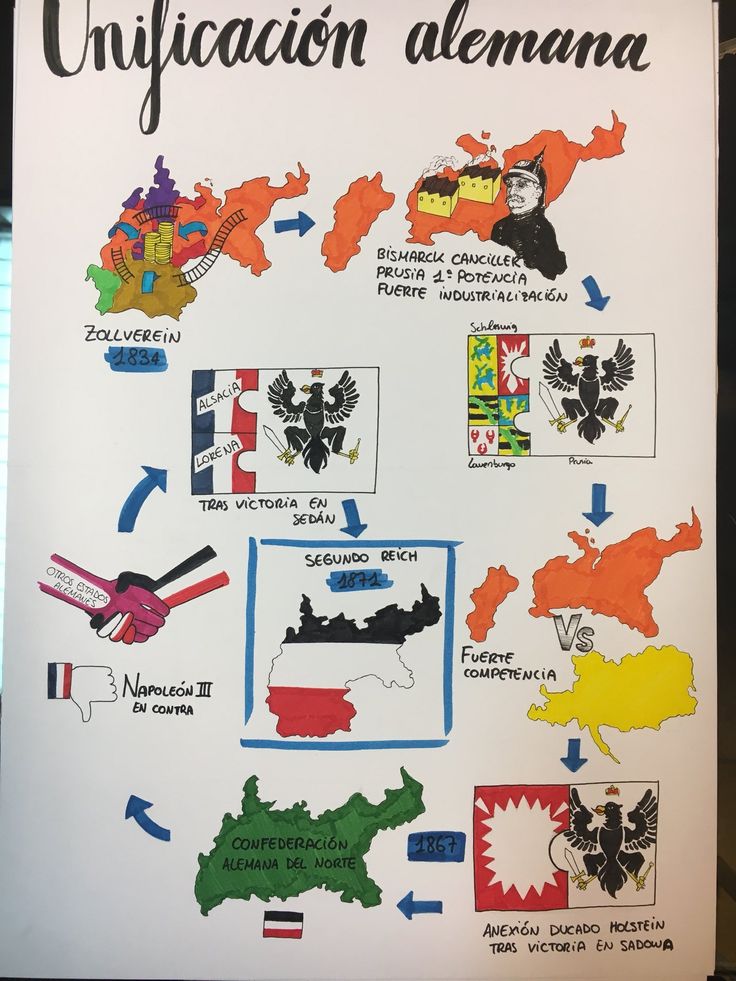 Unificación alemana
ZOLLVEREIN
1834
BISMARCK CANCILLER
PRUSIA 1ª POTENCIA
FUERTE INDUSTRIALIZACIÓN
Schleswig
Lauenburgo
Prusia
FUERTE
COMPETENCIA
Vs
ANEXIÓN DUCADO HOLSTEIN
TRAS VICTORIA EN SADOWA
1867
CONFEDERACIÓN
ALEMANA DEL NORTE
NAPOLEÓN III
EN CONTRA
OTROS ESTADOS
ALEMANES
ALSACIA
LORENA
TRAS VICTORIA EN
SEDÁN
SEGUNDO REICH
1871